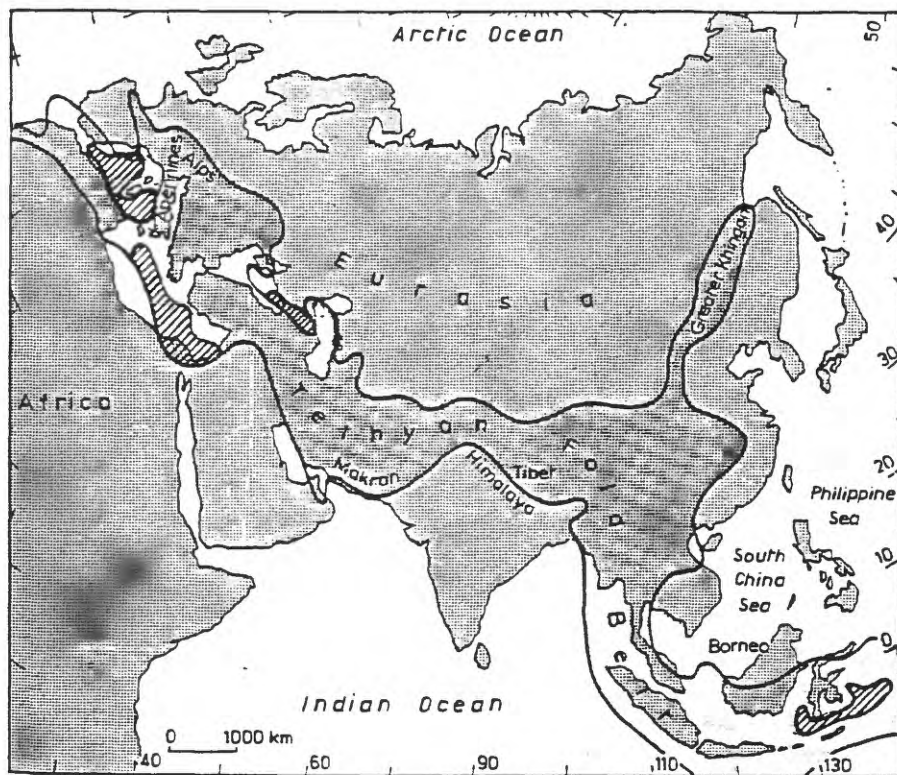 Arctic Ocean
50
Apennines
Alps
40
Eurasia
Greater Khingan
30
Africa
Tethyan Fold Belt
Makran
Himalaya
Tibet
20
Philippine
Sea
10
South
China
Sea
Borneo
0
Indian Ocean
0 1000 km
40
60
90
110
130